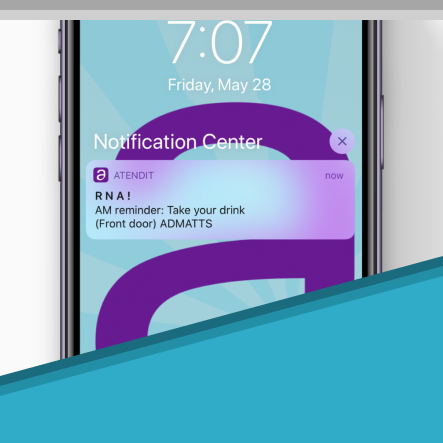 7:07
Friday, May 28
Notification Center
ATENDIT
now
R N A !
AM reminder: Take your drink
(Front door) ADMATTS